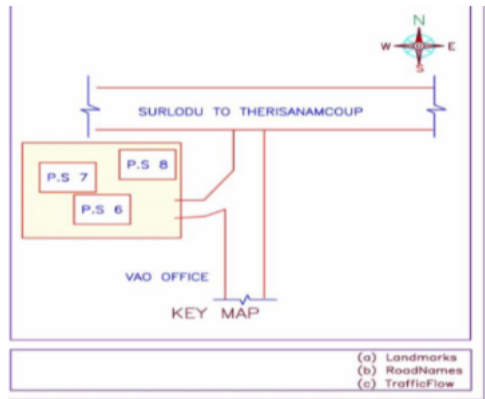 N
W E
S
SURLODU TO THERISANAMCOUP
P.S 8
P.S 7
P.S 6
VAO OFFICE
KEY MAP
(a) Landmarks
(b) RoadNames
(c) TrafficFlow